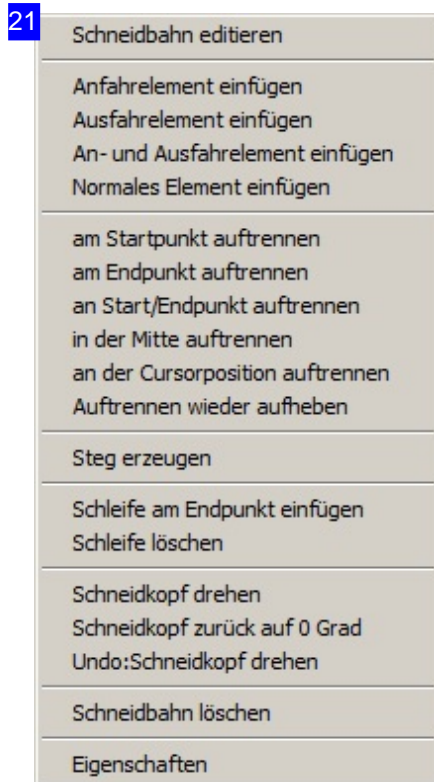 21
Schneidbahn editieren
Anfahrelement einfügen
Ausfahrelement einfügen
An- und Ausfahrelement einfügen
Normales Element einfügen
am Startpunkt auftrennen
am Endpunkt auftrennen
an Start/Endpunkt auftrennen
in der Mitte auftrennen
an der Cursorposition auftrennen
Auftrennen wieder aufheben
Steg erzeugen
Schleife am Endpunkt einfügen
Schleife löschen
Schneidkopf drehen
Schneidkopf zurück auf 0 Grad
Undo:Schneidkopf drehen
Schneidbahn löschen
Eigenschaften